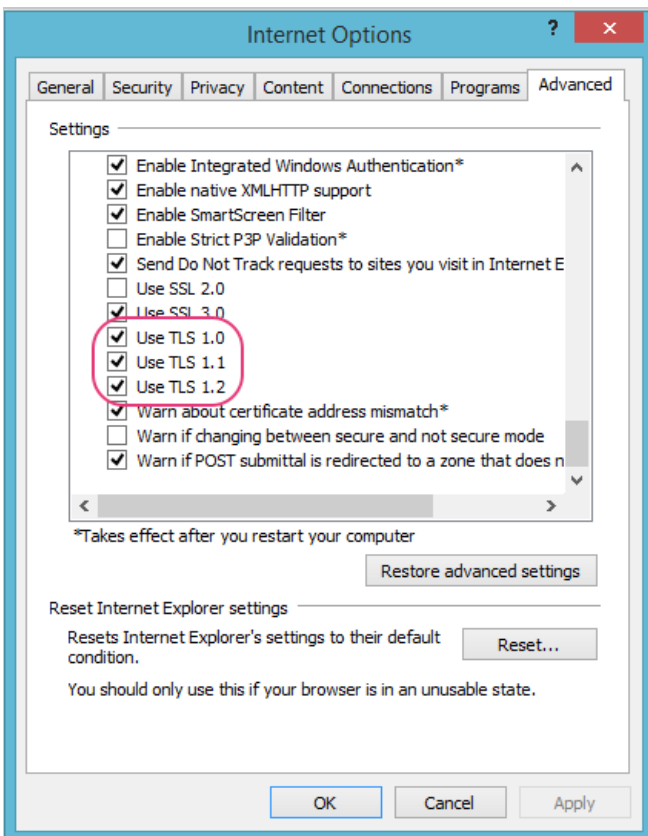 Internet Options
?
×
General Security Privacy Content Connections Programs Advanced
Settings
Enable Integrated Windows Authentication*
Enable native XMLHTTP support
Enable SmartScreen Filter
Enable Strict P3P Validation*
Send Do Not Track requests to sites you visit in Internet E
Use SSL 2.0
Use SSL 3.0
Use TLS 1.0
Use TLS 1.1
Use TLS 1.2
Warn about certificate address mismatch*
Warn if changing between secure and not secure mode
Warn if POST submittal is redirected to a zone that does n
*Takes effect after you restart your computer
Restore advanced settings
Reset Internet Explorer settings
Resets Internet Explorer's settings to their default
condition.
Reset...
You should only use this if your browser is in an unusable state.
OK Cancel Apply